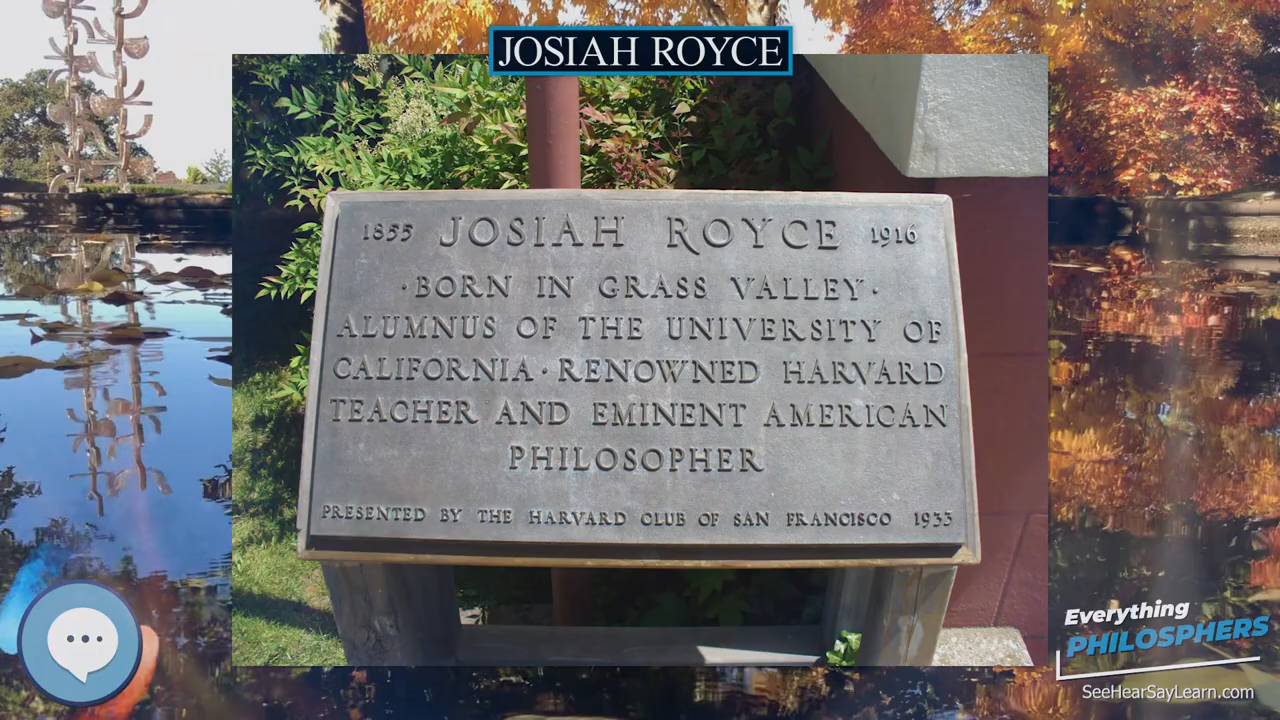 JOSIAH ROYCE
1855 JOSIAH ROYCE 1916
·BORN IN GRASS VALLEY·
ALUMNUS OF THE UNIVERSITY OF
CALIFORNIA·RENOWNED HARVARD
TEACHER AND EMINENT AMERICAN
PHILOSOPHER
PRESENTED BY THE HARVARD CLUB OF SAN FRANCISCO 1933
Everything
PHILOSPHERS
SeeHearSayLearn.com